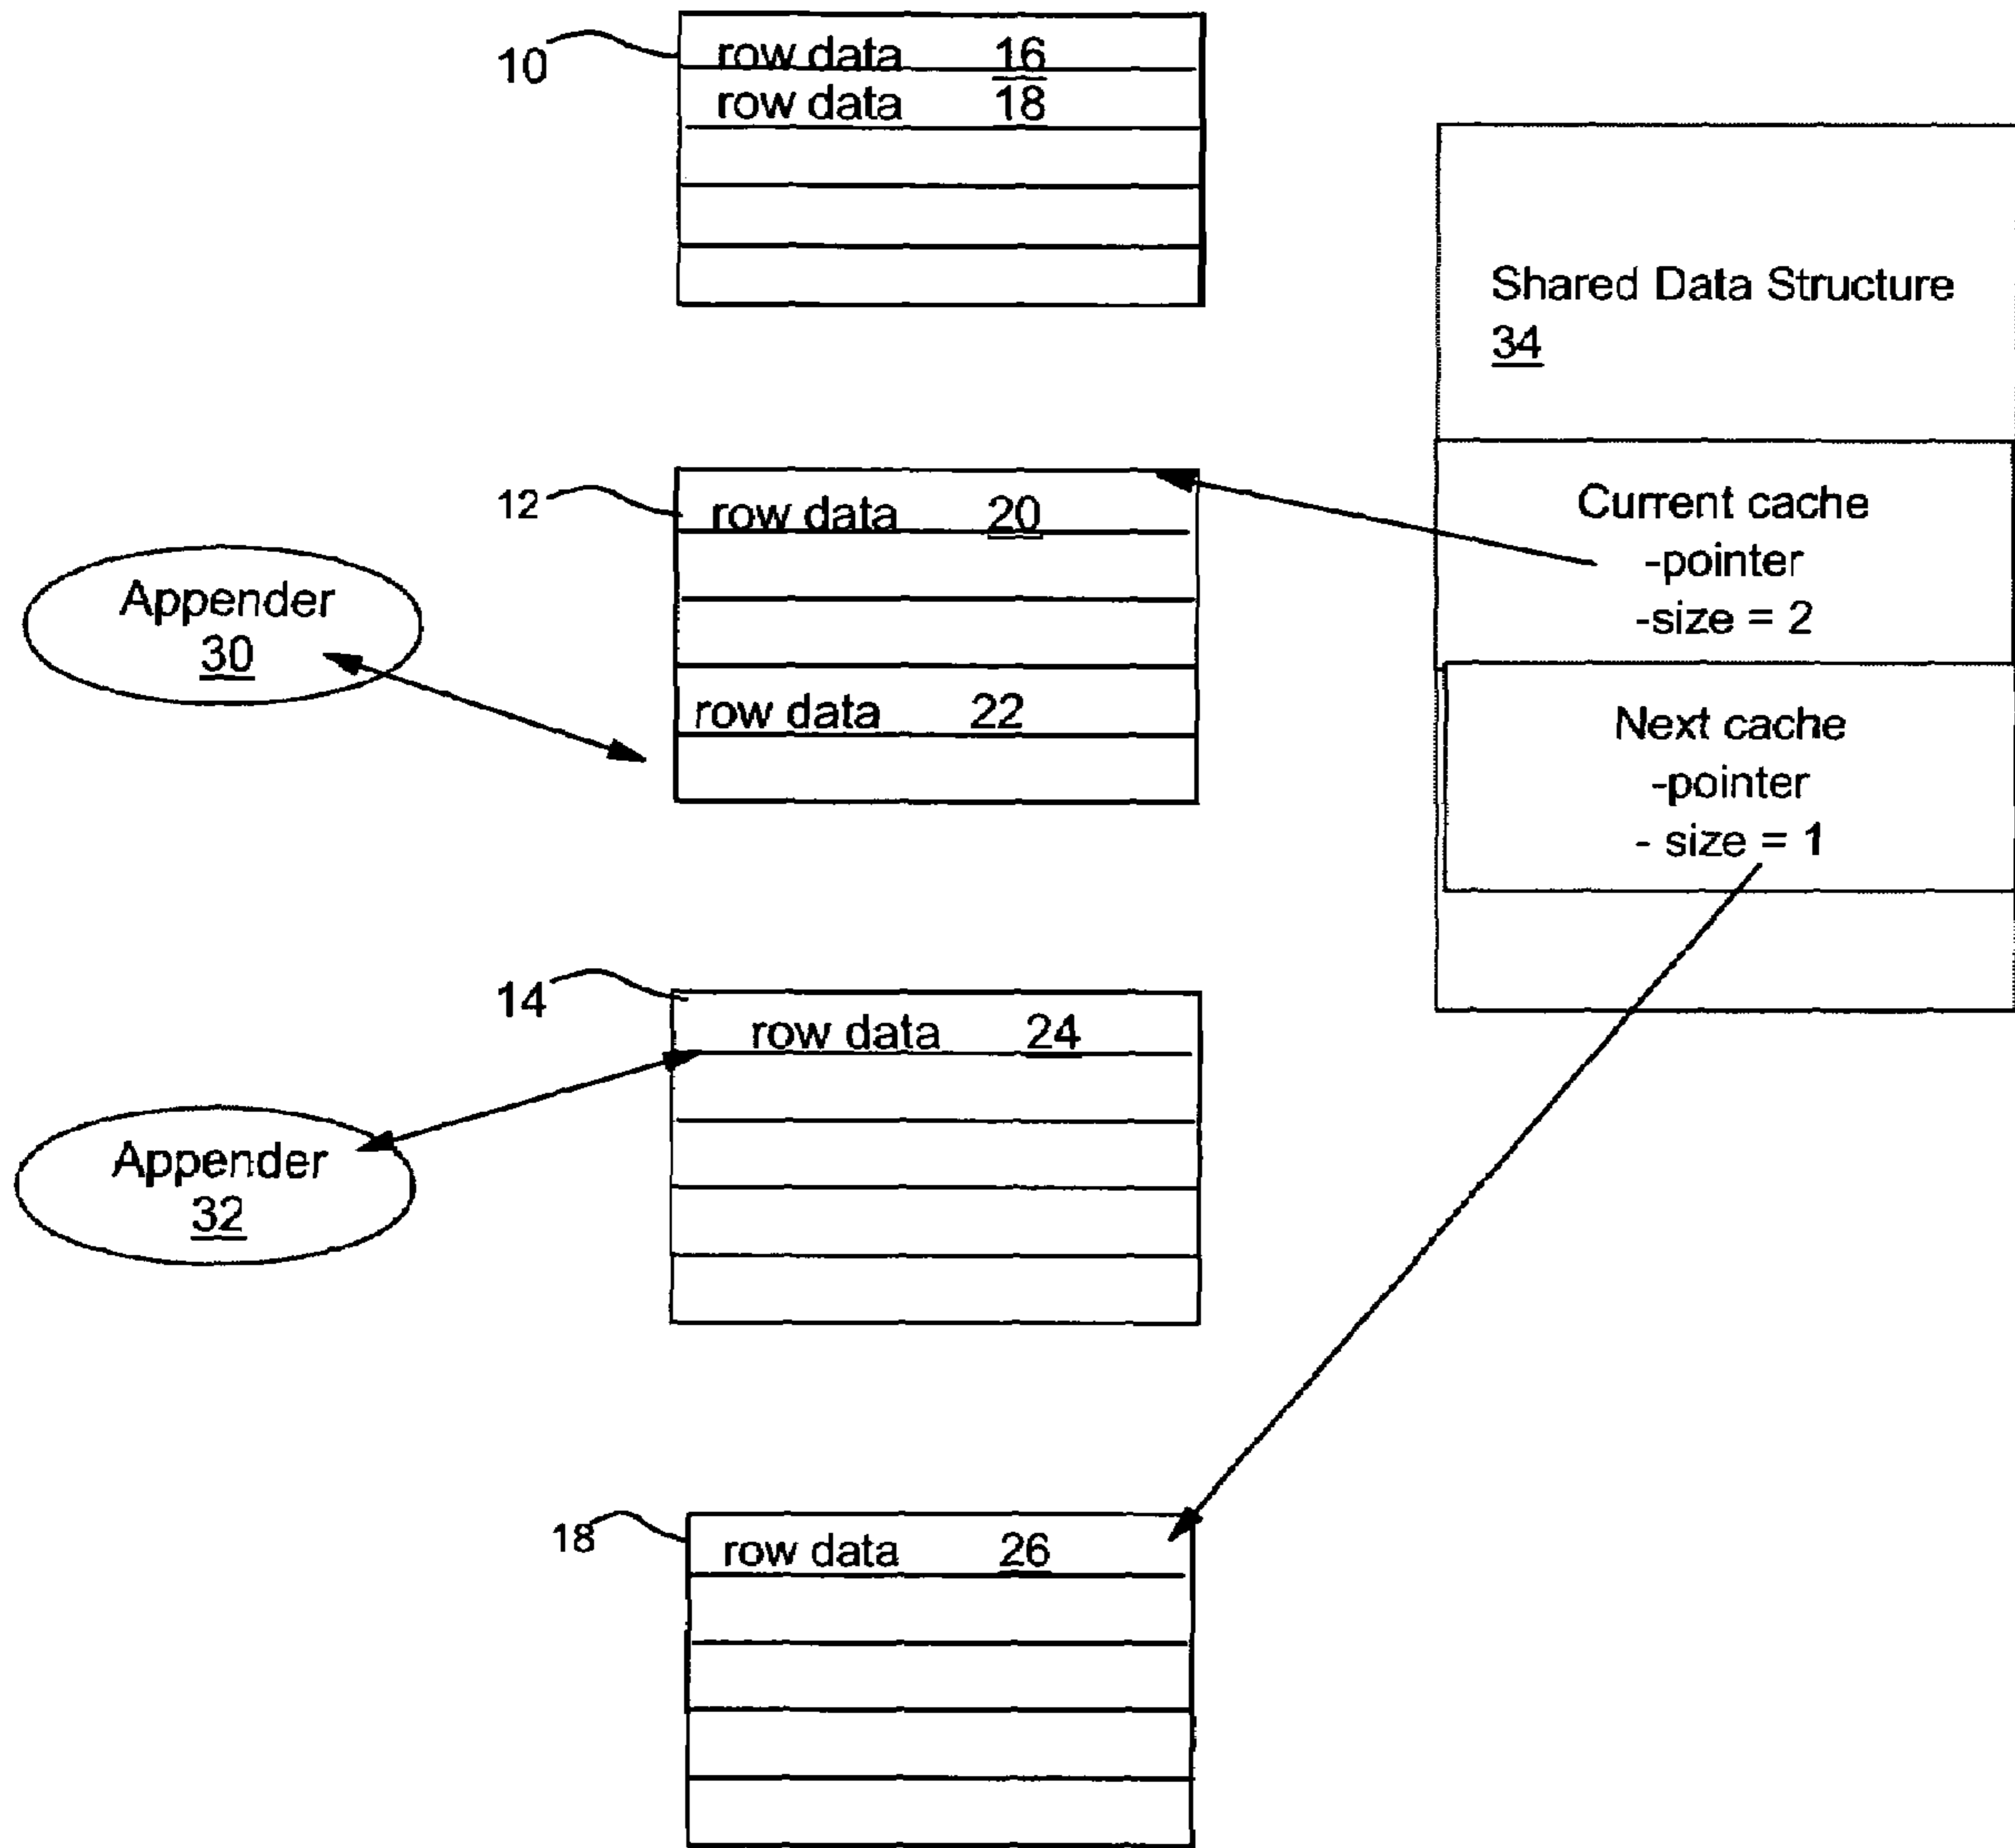 10
row data 16
row data 18
Shared Data Structure
34
12
row data 20
Current cache
-pointer
-size = 2
Appender
30
row data 22
Next cache
-pointer
- size = 1
14
row data 24
Appender
32
18
row data 26